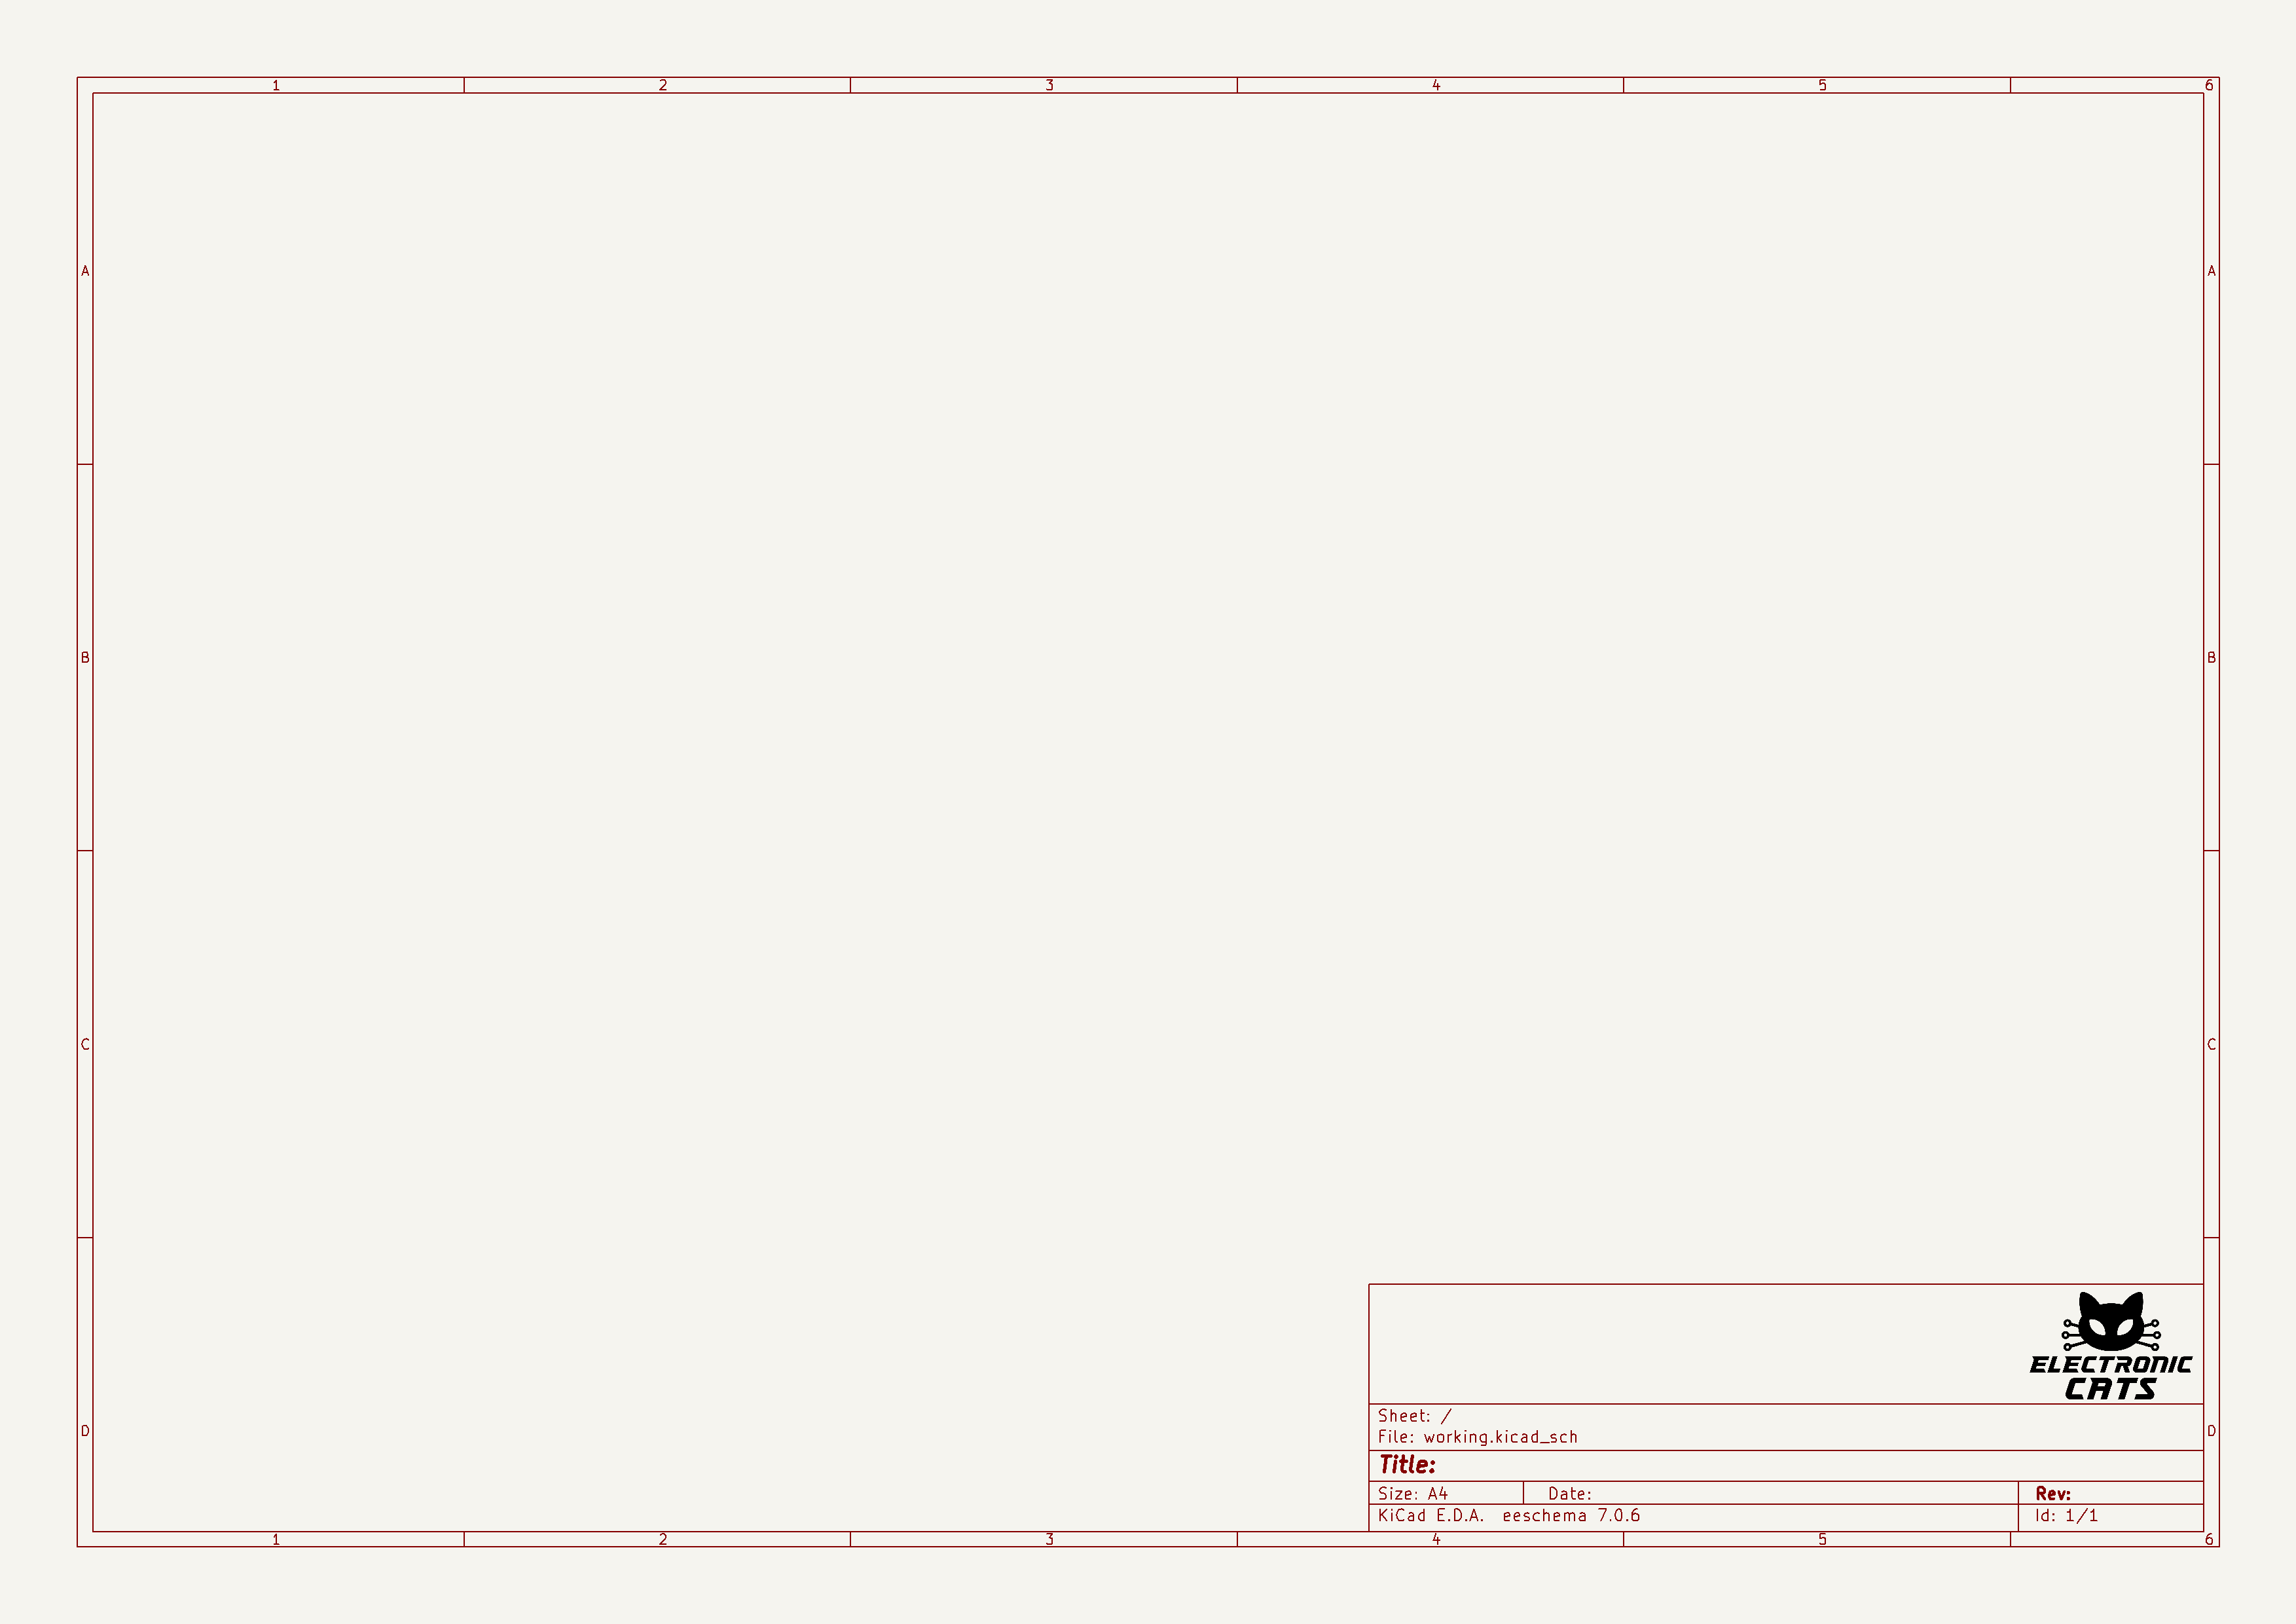 1 2 3 4 5 6
A A
B B
C C
ELECTRONIC
CATS
Sheet: /
File: working.kicad_sch
D D
Title:
Size: A4 Date: Rev:
KiCad E.D.A. eeschema 7.0.6 Id: 1/1
1 2 3 4 5 6